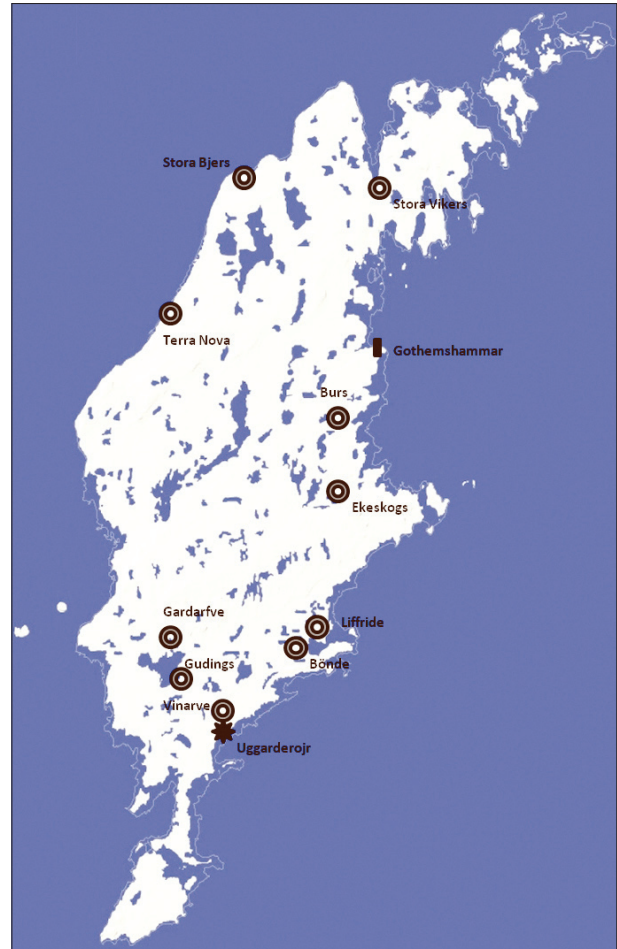 Stora Bjers
Stora Vikers
Terra Nova
Gothemshammar
Burs
Ekeskogs
Gardarfve
Liffride
Gudings
Bönde
Vinarve
Uggarderojr